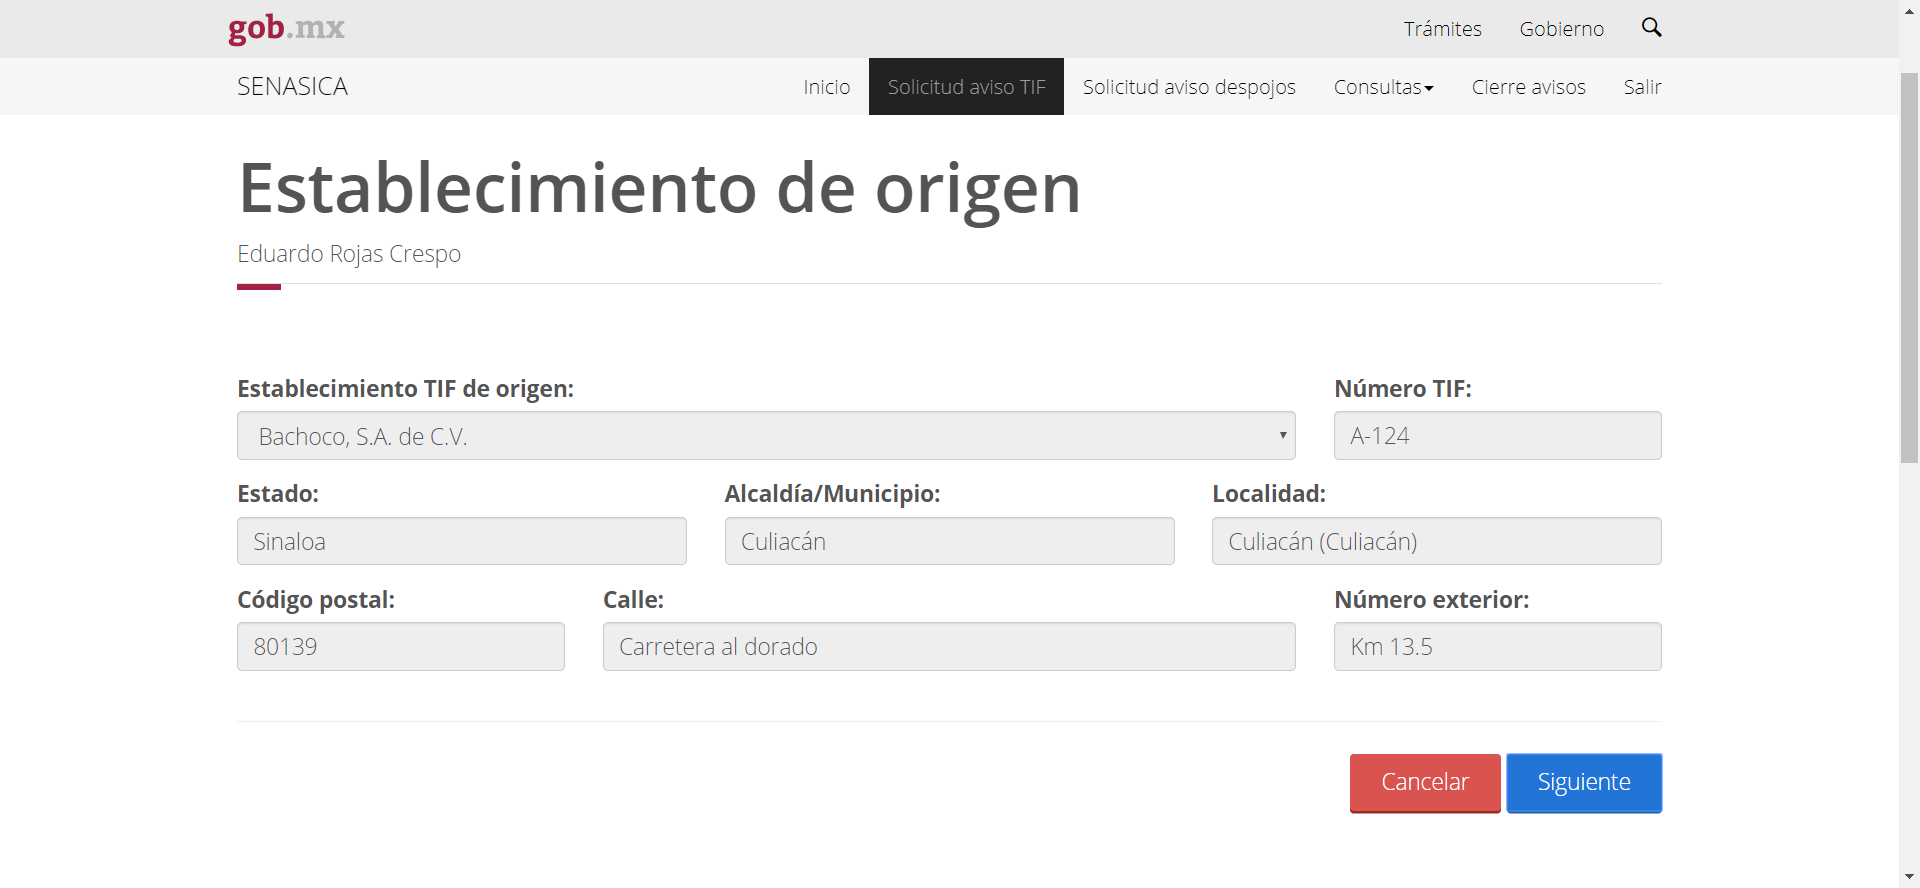 gob.mx
Trámites Gobierno
SENASICA
Inicio Solicitud aviso TIF Solicitud aviso despojos Consultas Cierre avisos Salir
Establecimiento de origen
Eduardo Rojas Crespo
Establecimiento TIF de origen: Número TIF:
Bachoco, S.A. de C.V. A-124
Estado: Alcaldía/Municipio: Localidad:
Sinaloa Culiacán Culiacán (Culiacán)
Código postal: Calle: Número exterior:
80139 Carretera al dorado Km 13.5
Cancelar Siguiente